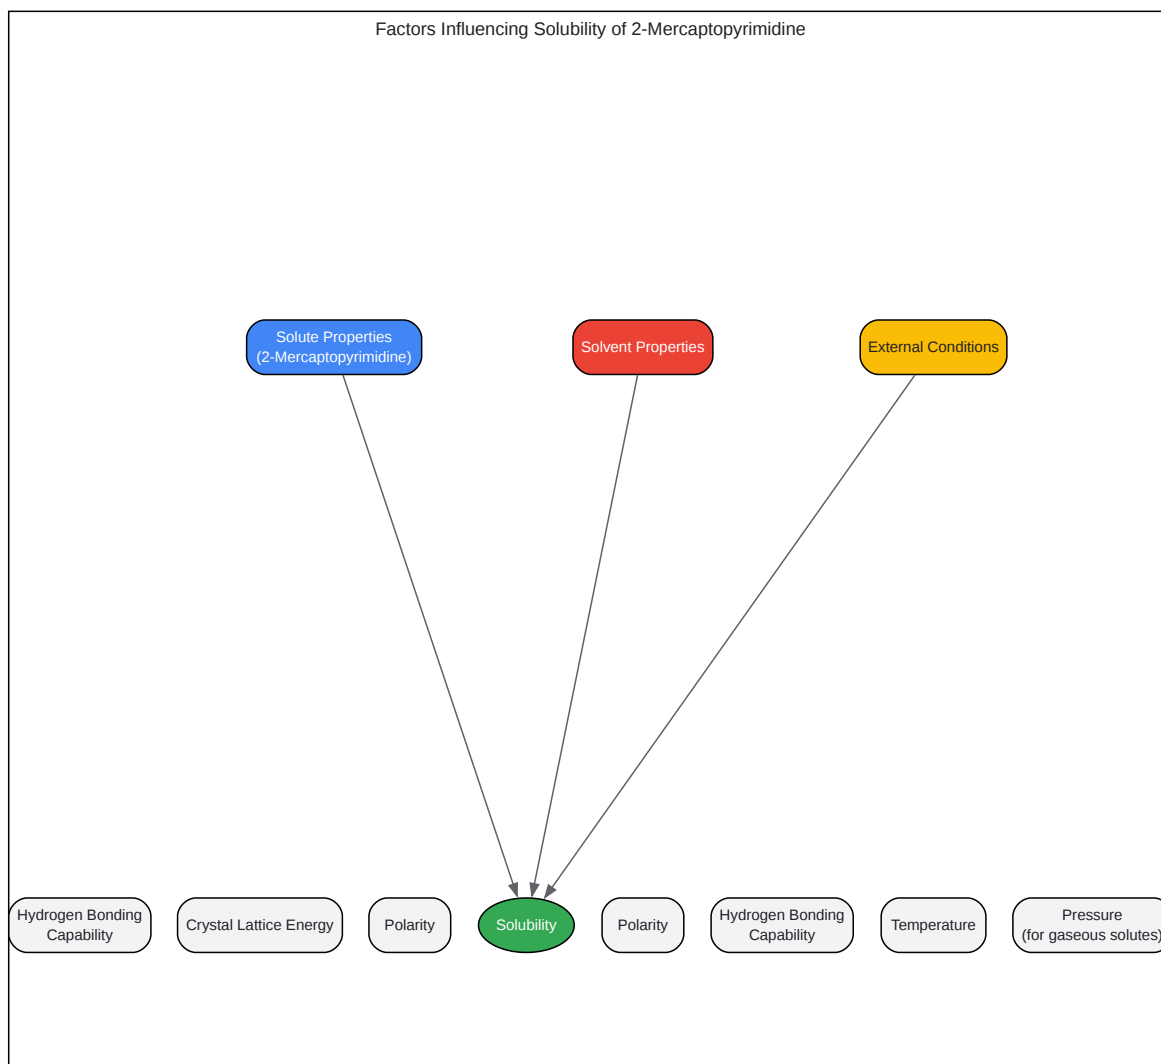 Factors Influencing Solubility of 2-Mercaptopyrimidine
Solute Properties
(2-Mercaptopyrimidine)
Solvent Properties
External Conditions
Hydrogen Bonding
Capability
Crystal Lattice Energy
Polarity
Solubility
Polarity
Hydrogen Bonding
Capability
Temperature
Pressure
(for gaseous solutes)